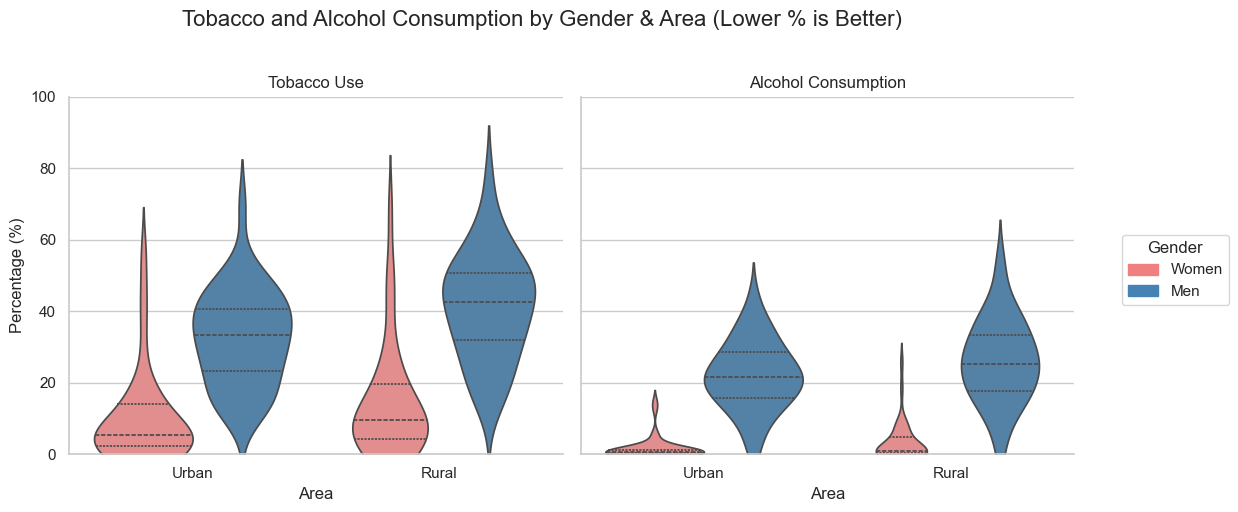 Tobacco and Alcohol Consumption by Gender & Area (Lower % is Better)
Tobacco Use
Alcohol Consumption
100
80
60
40
20
0
Percentage (%)
Urban
Rural
Urban
Rural
Area
Area
Gender
Women
Men